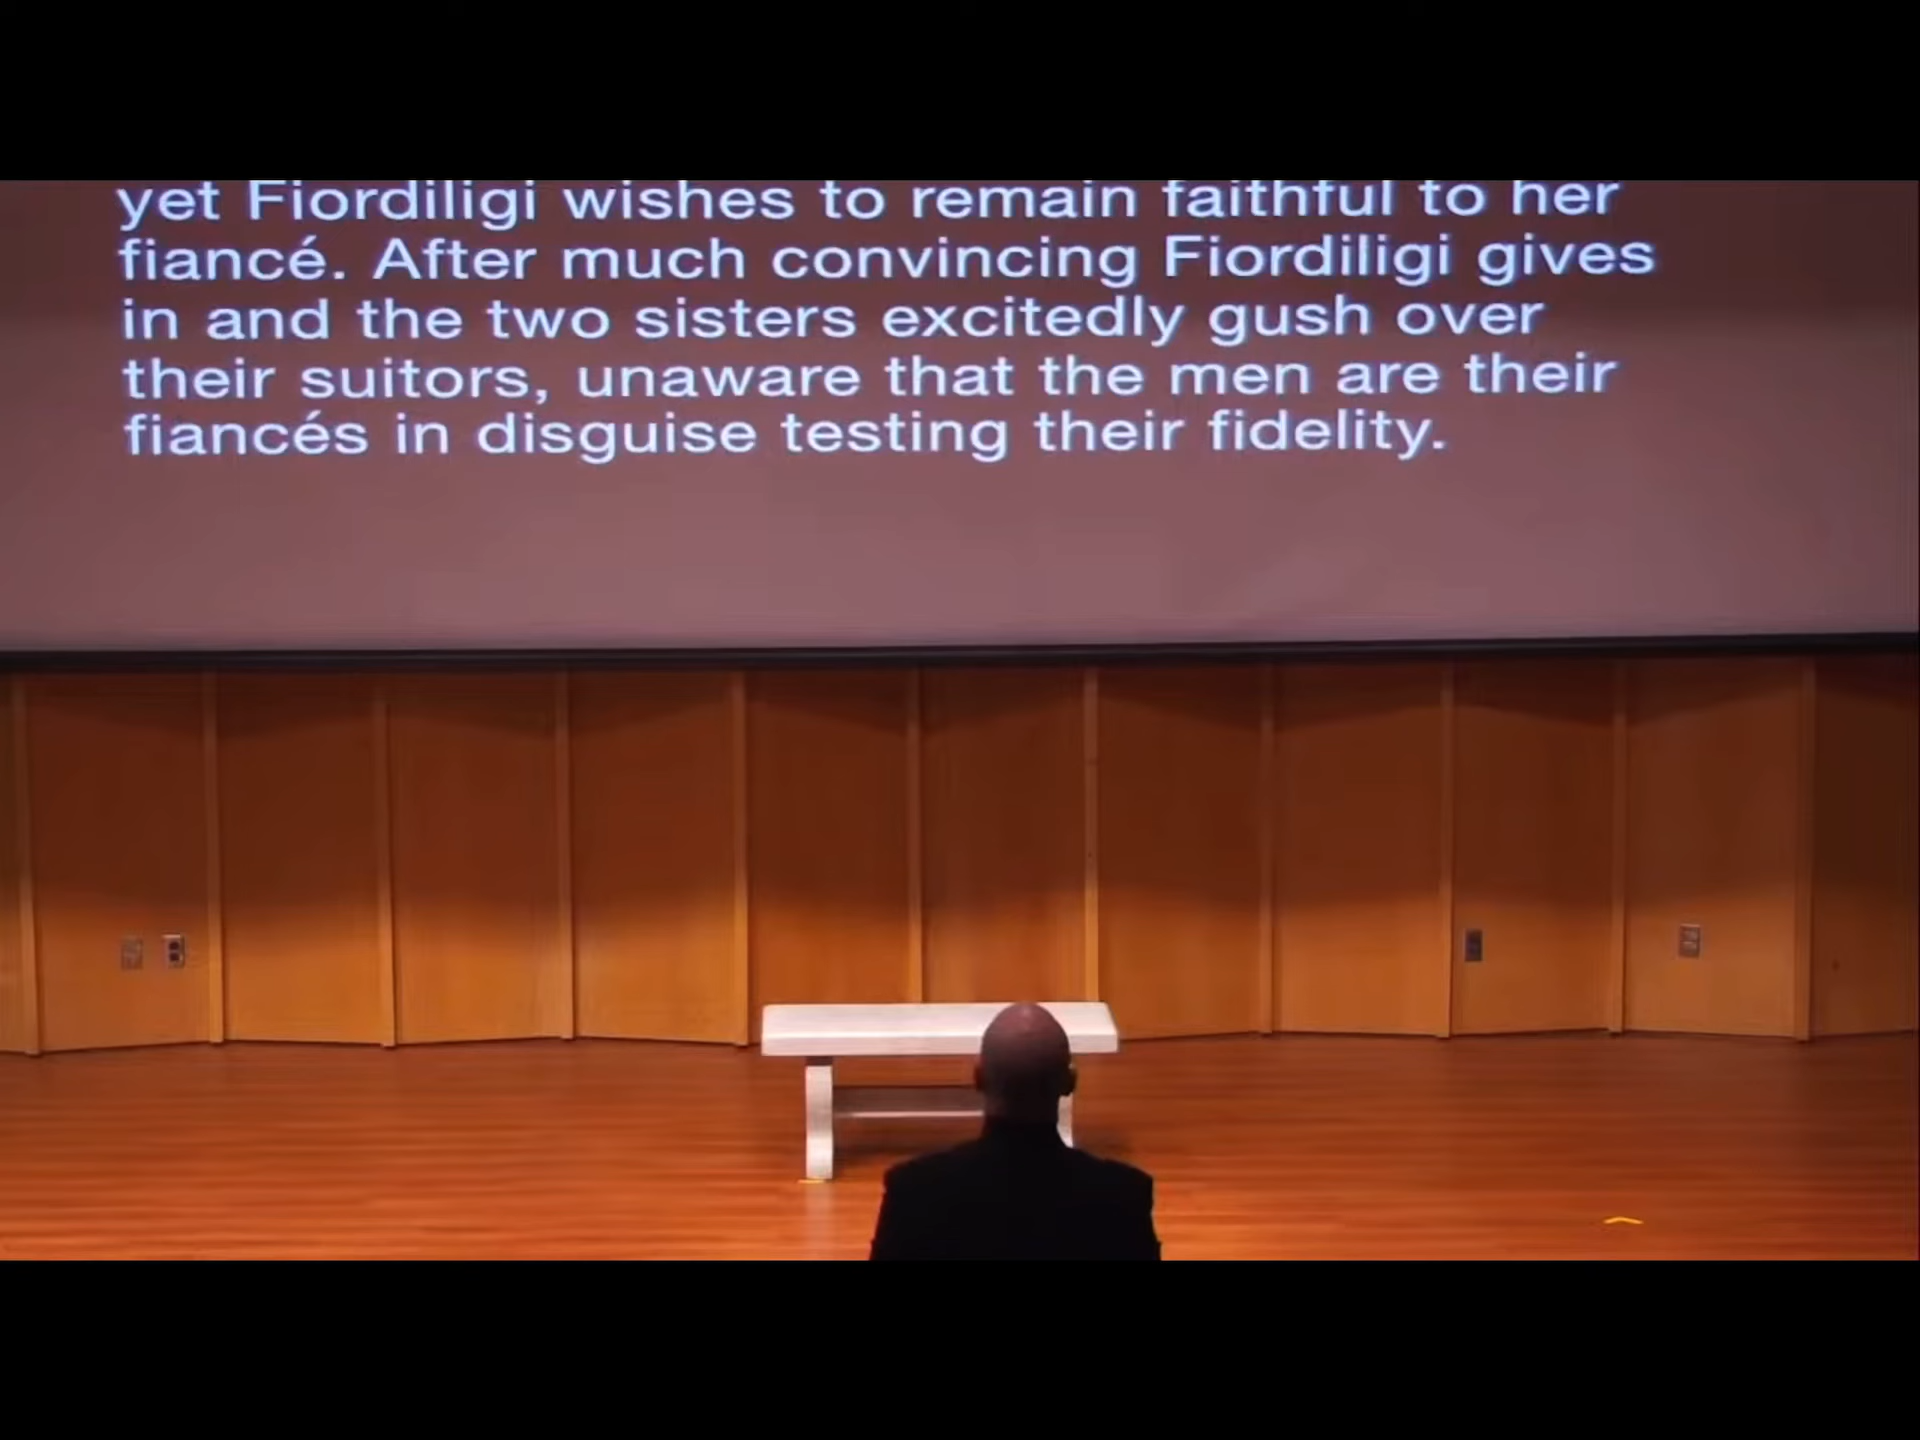 yet Fiordiligi wishes to remain faithful to her
fiancé. After much convincing Fiordiligi gives
in and the two sisters excitedly gush over
their suitors, unaware that the men are their
fiancés in disguise testing their fidelity.